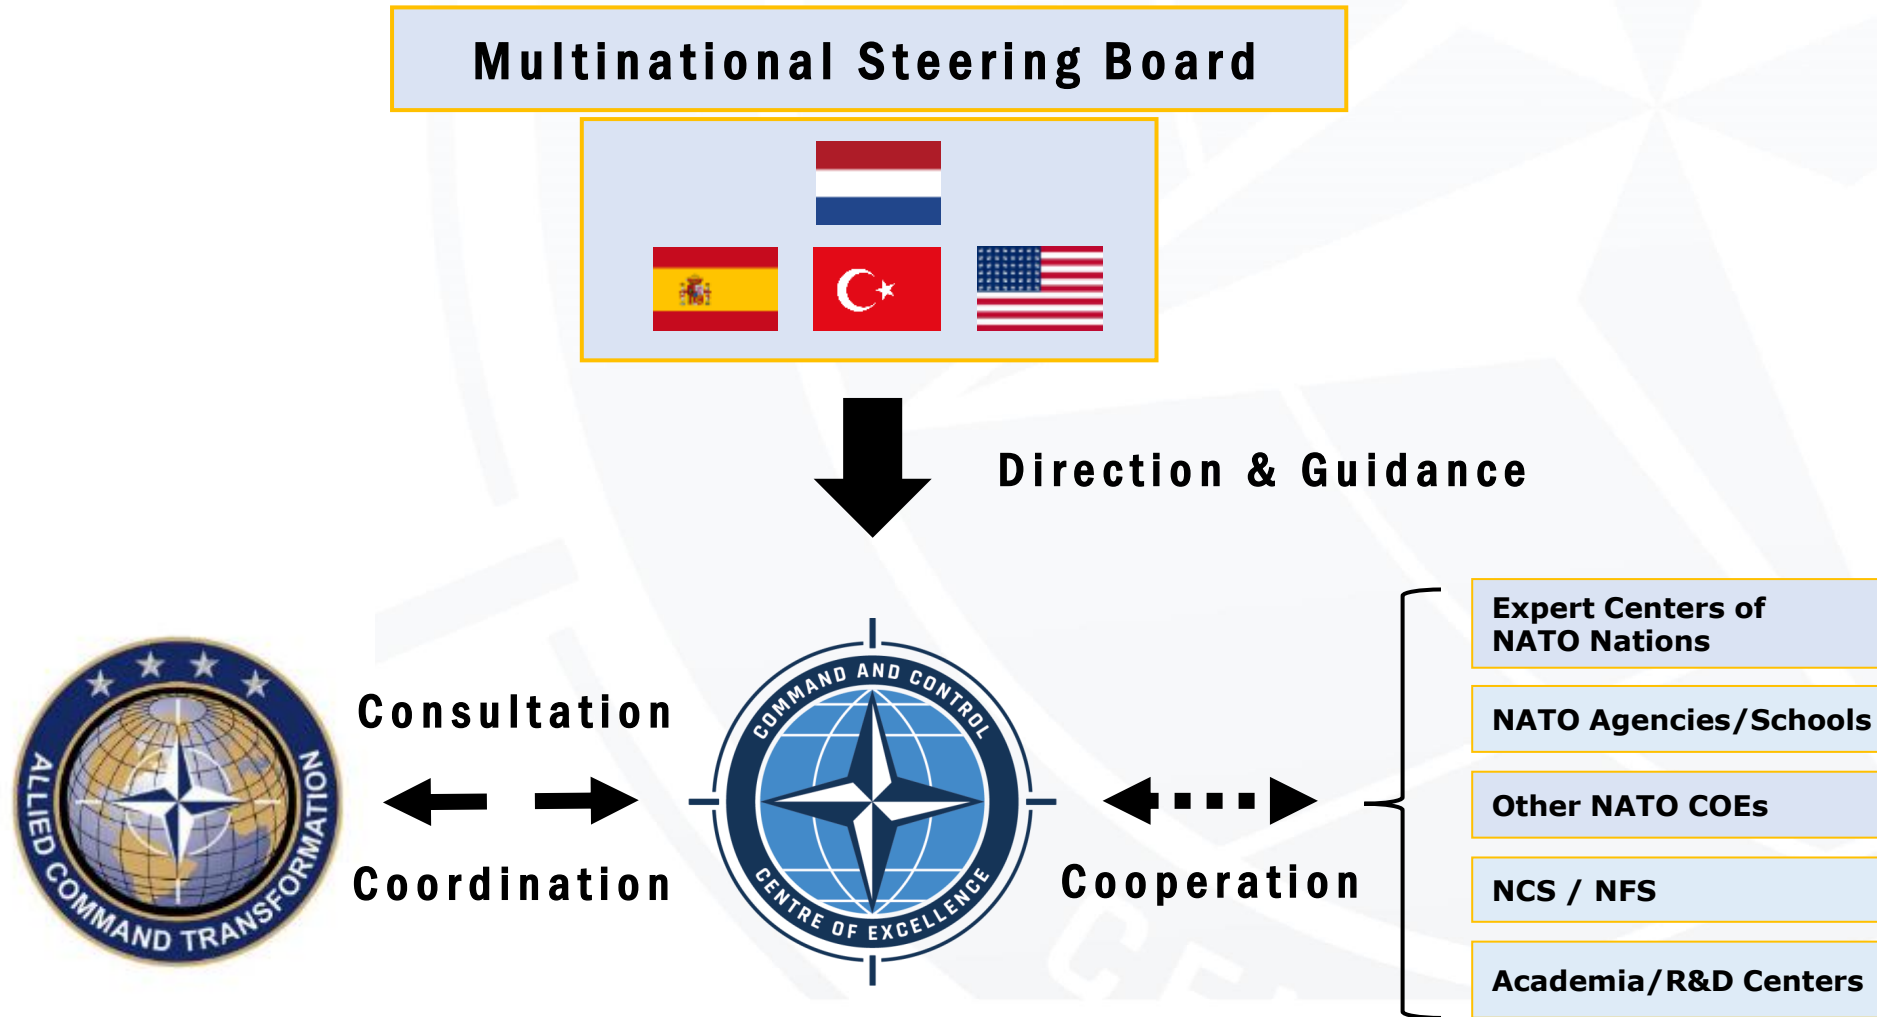 Multinational Steering Board
Direction & Guidance
ALLIED COMMAND TRANSFORMATION
Consultation
Coordination
COMMAND AND CONTROL
CENTRE OF EXCELLENCE
Cooperation
Expert Centers of
NATO Nations
NATO Agencies/Schools
Other NATO COEs
NCS / NFS
Academia/R&D Centers